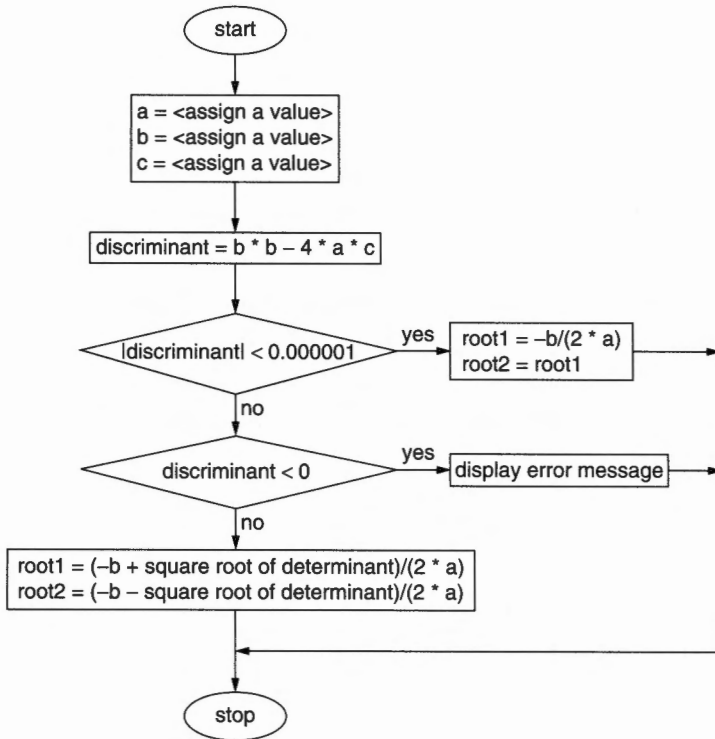 start
a = <assign a value>
b = <assign a value>
c = <assign a value>
discriminant = b * b – 4 * a * c
|discriminant| < 0.000001
yes
root1 = –b/(2 * a)
root2 = root1
no
discriminant < 0
yes
display error message
no
root1 = (–b + square root of determinant)/(2 * a)
root2 = (–b – square root of determinant)/(2 * a)
stop